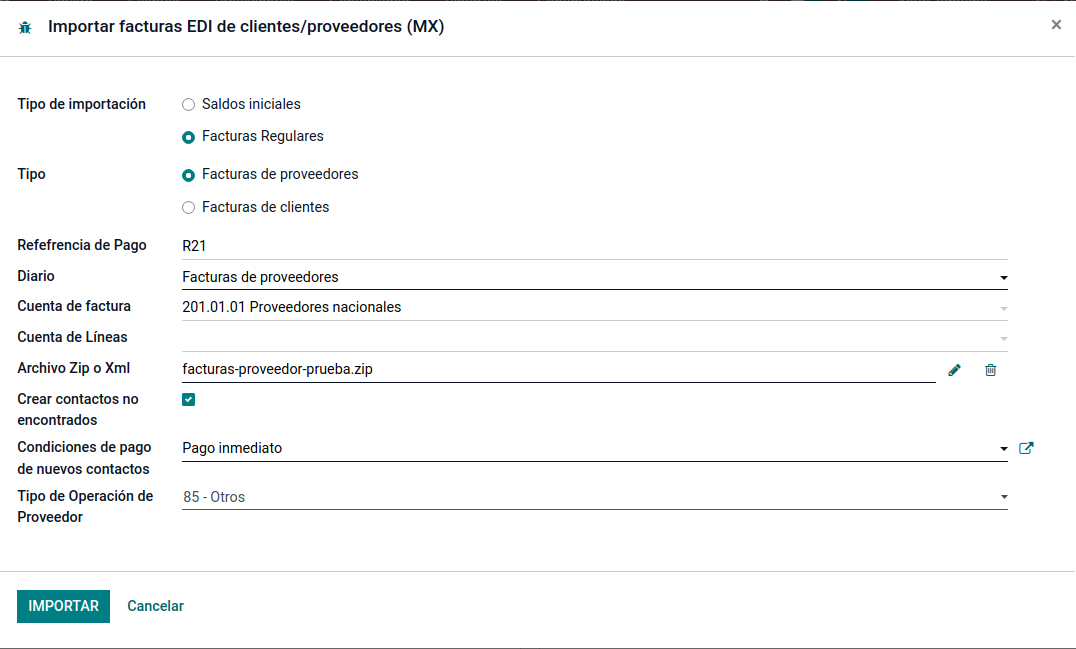 Importar facturas EDI de clientes/proveedores (MX)
Tipo de importación
Saldos iniciales
Facturas Regulares
Tipo
Facturas de proveedores
Facturas de clientes
Refefrencia de Pago
R21
Diario
Facturas de proveedores
Cuenta de factura
201.01.01 Proveedores nacionales
Cuenta de Líneas
Archivo Zip o Xml
facturas-proveedor-prueba.zip
Crear contactos no
encontrados
Condiciones de pago
de nuevos contactos
Pago inmediato
Tipo de Operación de
Proveedor
85 - Otros
IMPORTAR
Cancelar